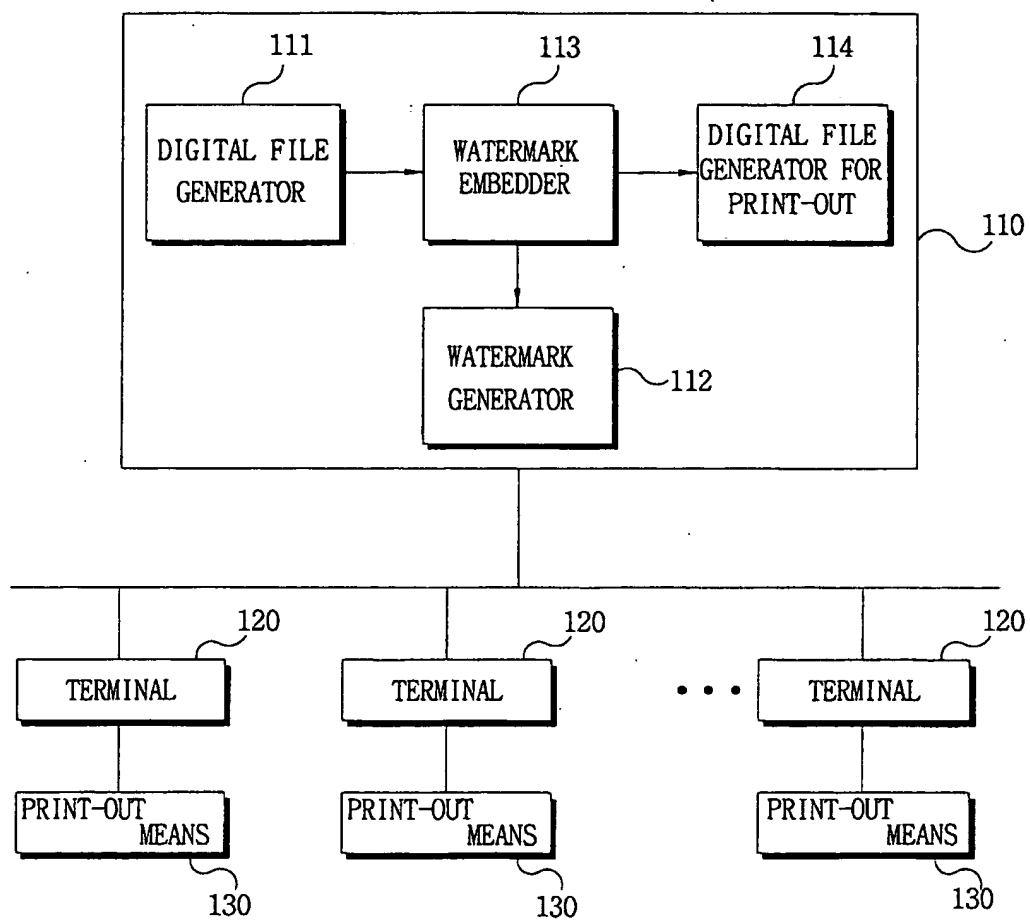 111
113
114
DIGITAL FILE
GENERATOR
WATERMARK
EMBEDDER
DIGITAL FILE
GENERATOR FOR
PRINT-OUT
110
WATERMARK
GENERATOR
112
120
120
120
TERMINAL
TERMINAL
TERMINAL
PRINT-OUT
MEANS
PRINT-OUT
MEANS
PRINT-OUT
MEANS
130
130
130